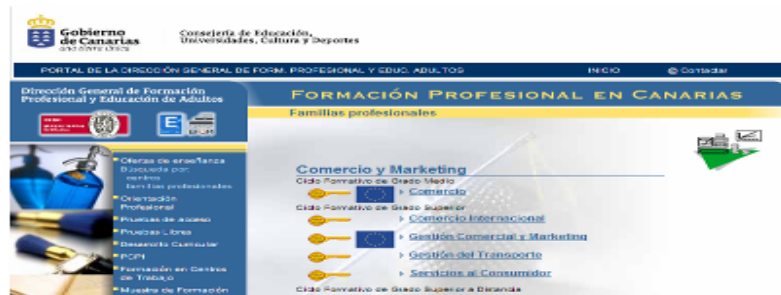 Gobierno
de Canarias
Consejería de Educación,
Universidades, Cultura y Deportes
PORTAL DE LA DIRECCIÓN GENERAL DE FORM. PROFESIONAL Y EDUC. ADULTOS
INICIO
@ Contactar
Dirección General de Formación
Profesional y Educación de Adultos
FORMACIÓN PROFESIONAL EN CANARIAS
Familias profesionales
Ofertas de enseñanza
Búsqueda por:
centros
familias profesionales
Orientación
Profesional
Pruebas de acceso
Pruebas Libres
Desarrollo Curricular
PCPI
Formación en Centros
de Trabajo
Muestra de Formación
Comercio y Marketing
Ciclo Formativo de Grado Medio
Comercio
Ciclo Formativo de Grado Superior
Comercio Internacional
Gestión Comercial y Marketing
Gestión del Transporte
Servicios al Consumidor
Ciclo Formativo de Grado Superior a Distancia